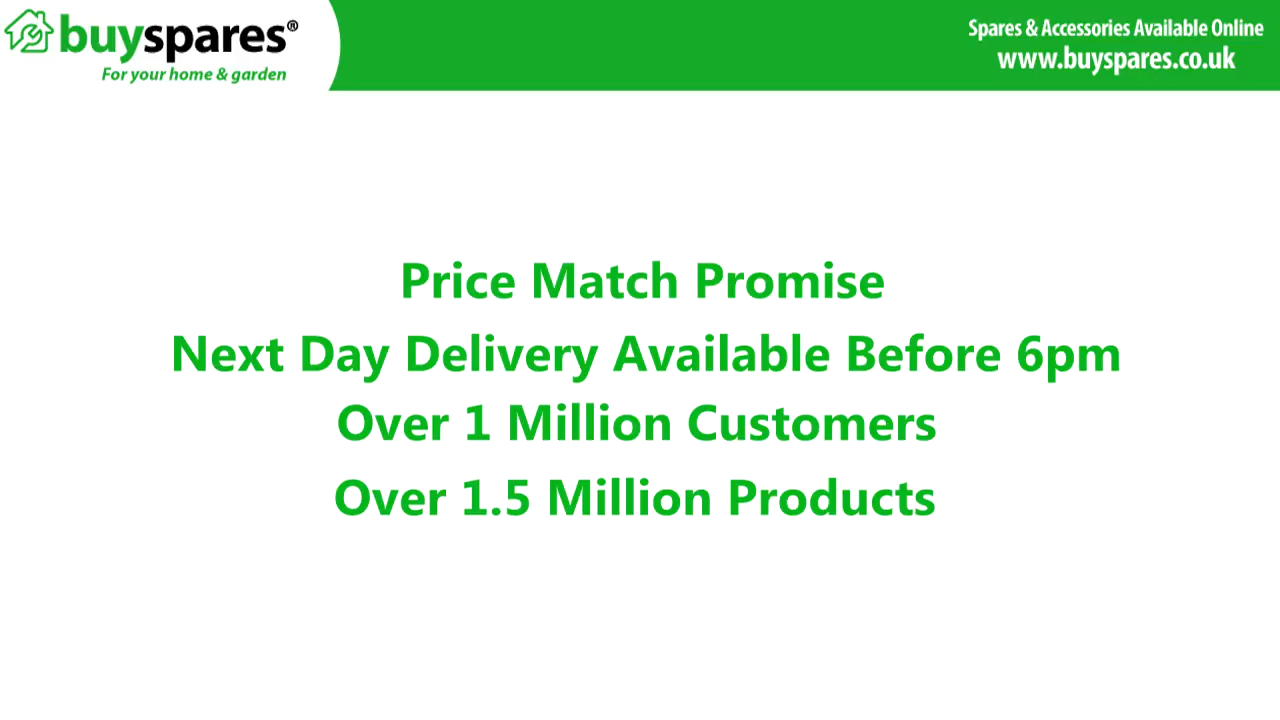 buyspares®
For your home & garden
Spares & Accessories Available Online
www.buyspares.co.uk
Price Match Promise
Next Day Delivery Available Before 6pm
Over 1 Million Customers
Over 1.5 Million Products